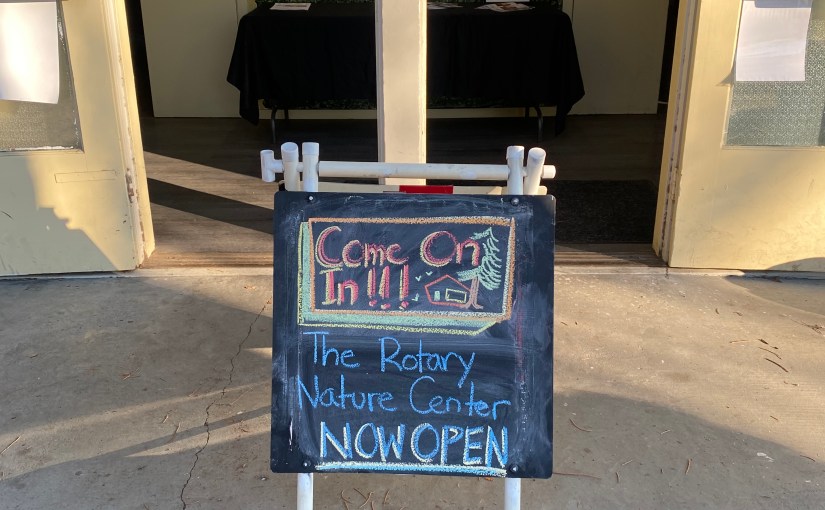 Come On
In!!!
The Rotary
Nature Center
NOW OPEN